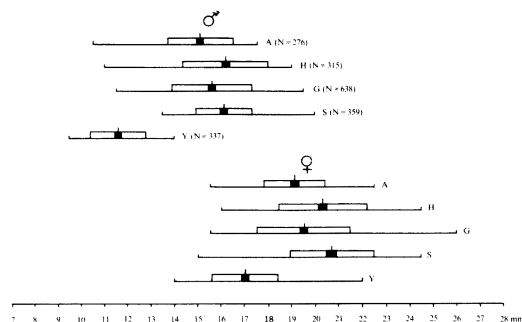 ♂
A (N = 276)
H (N = 315)
G (N = 638)
S (N = 359)
Y (N = 337)
♀
A
H
G
S
Y
7 8 9 10 11 12 13 14 15 16 17 18 19 20 21 22 23 24 25 26 27 28 mm